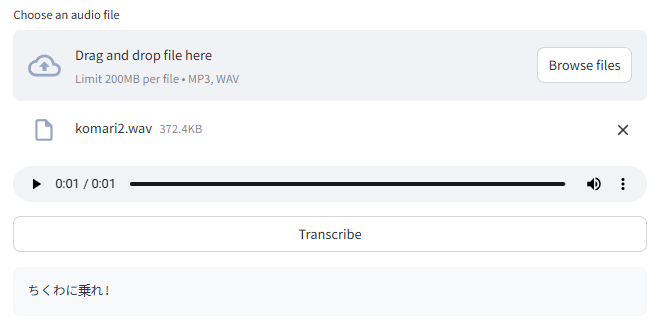 Choose an audio file
Drag and drop file here
Limit 200MB per file • MP3, WAV
Browse files
komari2.wav 372.4KB
0:01 / 0:01
Transcribe
ちくわに乗れ!